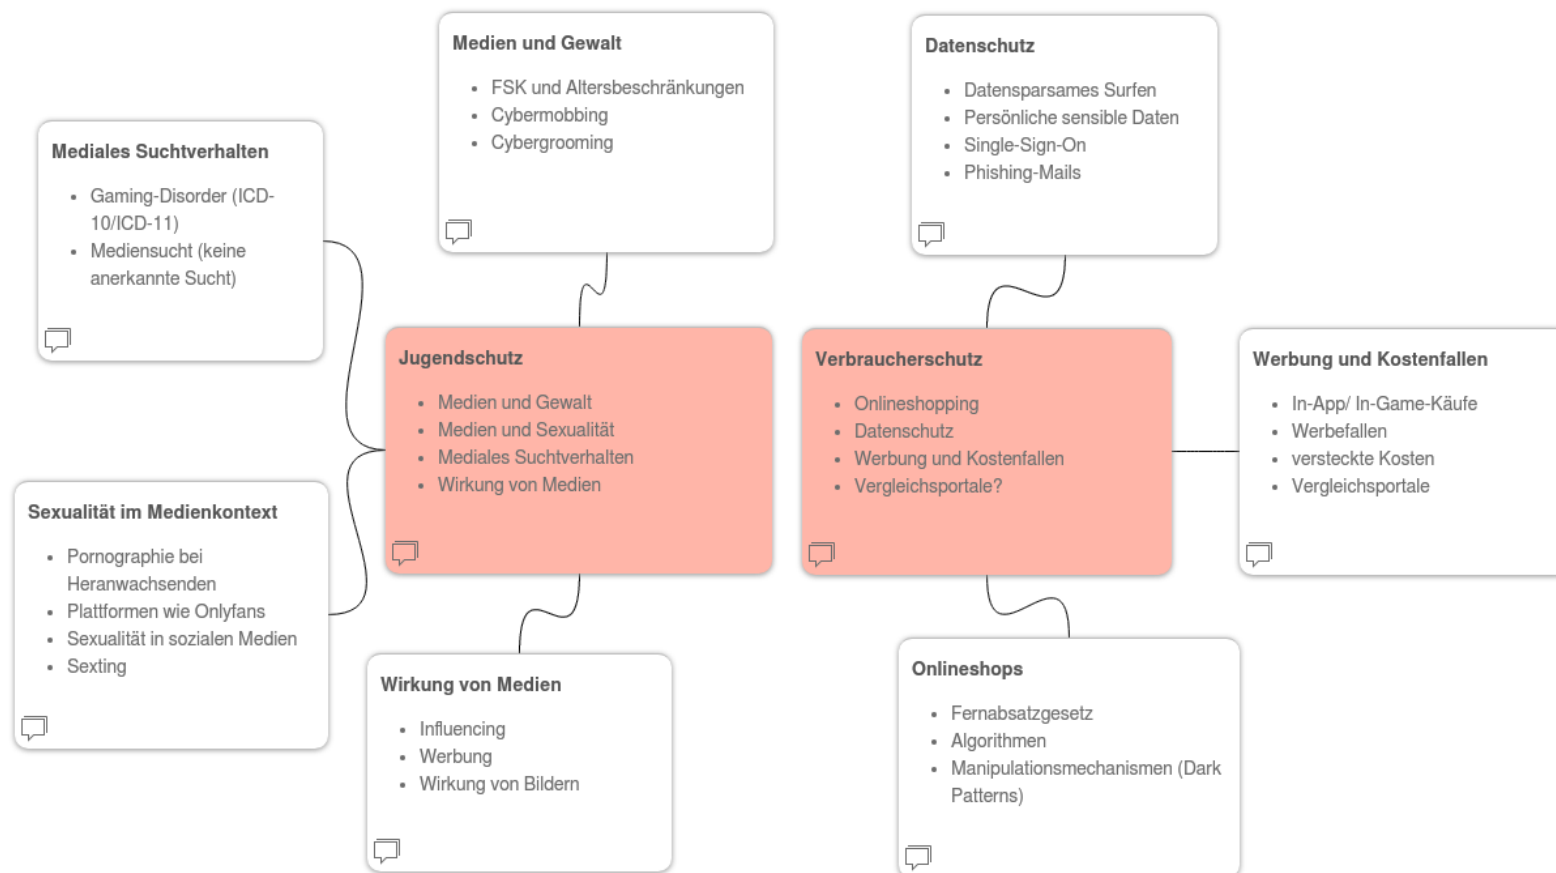 Medien und Gewalt
FSK und Altersbeschränkungen
Cybermobbing
Cybergrooming
Datenschutz
Datensparsames Surfen
Persönliche sensible Daten
Single-Sign-On
Phishing-Mails
Mediales Suchtverhalten
Gaming-Disorder (ICD-
10/ICD-11)
Mediensucht (keine
anerkannte Sucht)
Jugendschutz
Medien und Gewalt
Medien und Sexualität
Mediales Suchtverhalten
Wirkung von Medien
Verbraucherschutz
Onlineshopping
Datenschutz
Werbung und Kostenfallen
Vergleichsportale?
Werbung und Kostenfallen
In-App/ In-Game-Käufe
Werbefallen
versteckte Kosten
Vergleichsportale
Sexualität im Medienkontext
Pornographie bei
Heranwachsenden
Plattformen wie Onlyfans
Sexualität in sozialen Medien
Sexting
Wirkung von Medien
Influencing
Werbung
Wirkung von Bildern
Onlineshops
Fernabsatzgesetz
Algorithmen
Manipulationsmechanismen (Dark
Patterns)